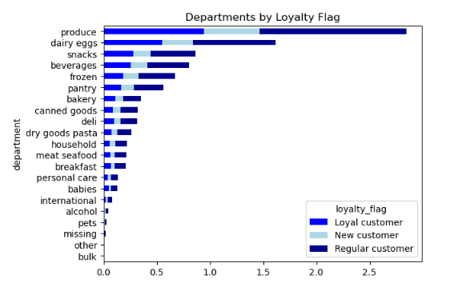 Departments by Loyalty Flag
produce
dairy eggs
snacks
beverages
frozen
pantry
bakery
canned goods
deli
dry goods pasta
household
meat seafood
breakfast
personal care
babies
international
alcohol
pets
missing
other
bulk
department
loyalty_flag
Loyal customer
New customer
Regular customer
0.0 0.5 1.0 1.5 2.0 2.5